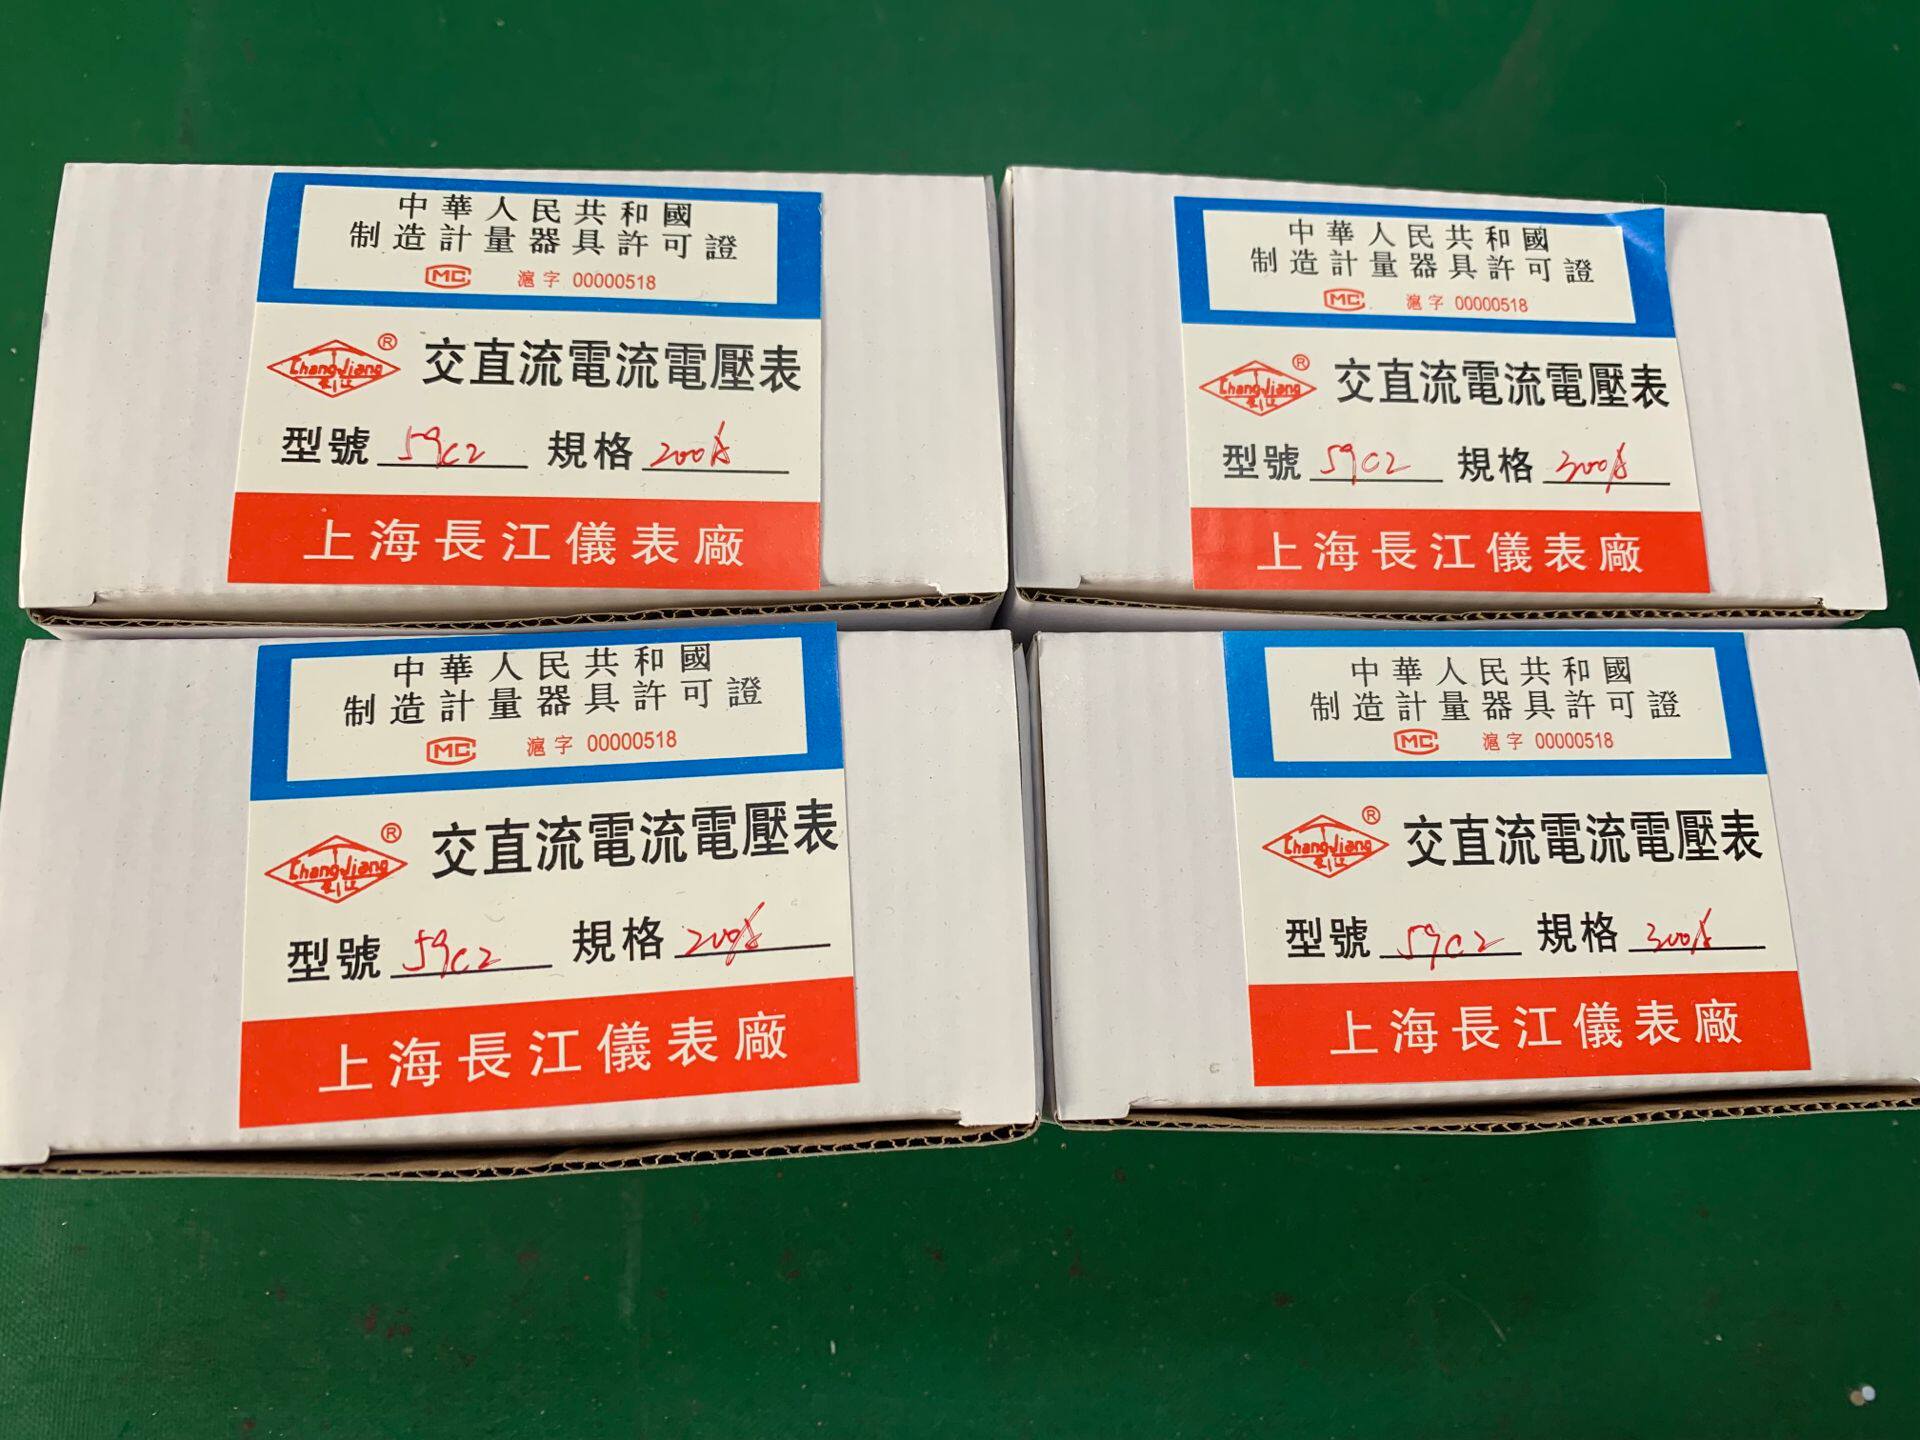 中華人民共和國
制造計量器具許可證
MC 滬字 00000518
ChangJiang 長江 ® 交直流電流電壓表
型號 59C2 規格 200A
上海長江儀表廠
中華人民共和國
制造計量器具許可證
MC 滬字 00000518
ChangJiang 長江 ® 交直流電流電壓表
型號 59C2 規格 300A
上海長江儀表廠
中華人民共和國
制造計量器具許可證
MC 滬字 00000518
ChangJiang 長江 ® 交直流電流電壓表
型號 59C2 規格 200A
上海長江儀表廠
中華人民共和國
制造計量器具許可證
MC 滬字 00000518
ChangJiang 長江 ® 交直流電流電壓表
型號 59C2 規格 300A
上海長江儀表廠